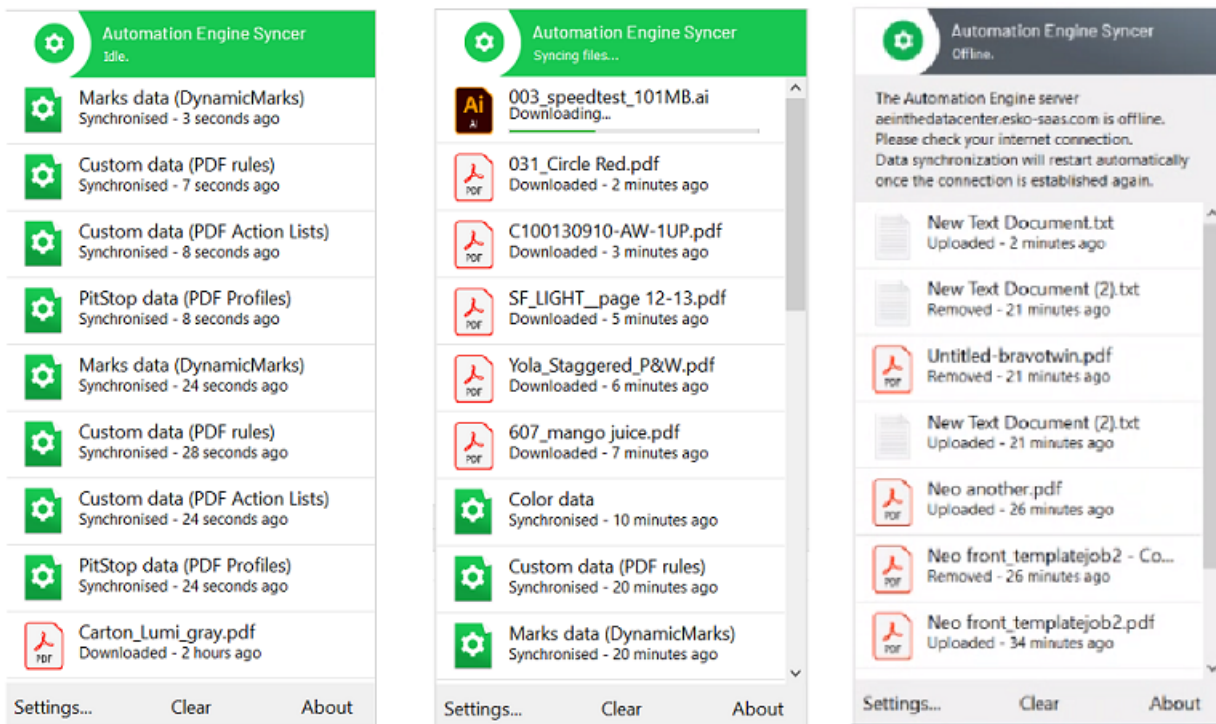 Automation Engine Syncer
Idle.
Marks data (DynamicMarks)
Synchronised - 3 seconds ago
Custom data (PDF rules)
Synchronised - 7 seconds ago
Custom data (PDF Action Lists)
Synchronised - 8 seconds ago
PitStop data (PDF Profiles)
Synchronised - 8 seconds ago
Marks data (DynamicMarks)
Synchronised - 24 seconds ago
Custom data (PDF rules)
Synchronised - 28 seconds ago
Custom data (PDF Action Lists)
Synchronised - 24 seconds ago
PitStop data (PDF Profiles)
Synchronised - 24 seconds ago
PDF
Carton_Lumi_gray.pdf
Downloaded - 2 hours ago
Settings... Clear About
Automation Engine Syncer
Syncing files...
Ai
AI
003_speedtest_101MB.ai
Downloading...
PDF
031_Circle Red.pdf
Downloaded - 2 minutes ago
PDF
C100130910-AW-1UP.pdf
Downloaded - 3 minutes ago
PDF
SF_LIGHT__page 12-13.pdf
Downloaded - 5 minutes ago
PDF
Yola_Staggered_P&W.pdf
Downloaded - 6 minutes ago
PDF
607_mango juice.pdf
Downloaded - 7 minutes ago
Color data
Synchronised - 10 minutes ago
Custom data (PDF rules)
Synchronised - 20 minutes ago
Marks data (DynamicMarks)
Synchronised - 20 minutes ago
Settings... Clear About
Automation Engine Syncer
Offline.
The Automation Engine server
aeinthedatacenter.esko-saas.com is offline.
Please check your internet connection.
Data synchronization will restart automatically
once the connection is established again.
New Text Document.txt
Uploaded - 2 minutes ago
New Text Document (2).txt
Removed - 21 minutes ago
PDF
Untitled-bravotwin.pdf
Removed - 21 minutes ago
New Text Document (2).txt
Uploaded - 21 minutes ago
PDF
Neo another.pdf
Uploaded - 26 minutes ago
PDF
Neo front_templatejob2 - Co...
Removed - 26 minutes ago
PDF
Neo front_templatejob2.pdf
Uploaded - 34 minutes ago
Settings... Clear About